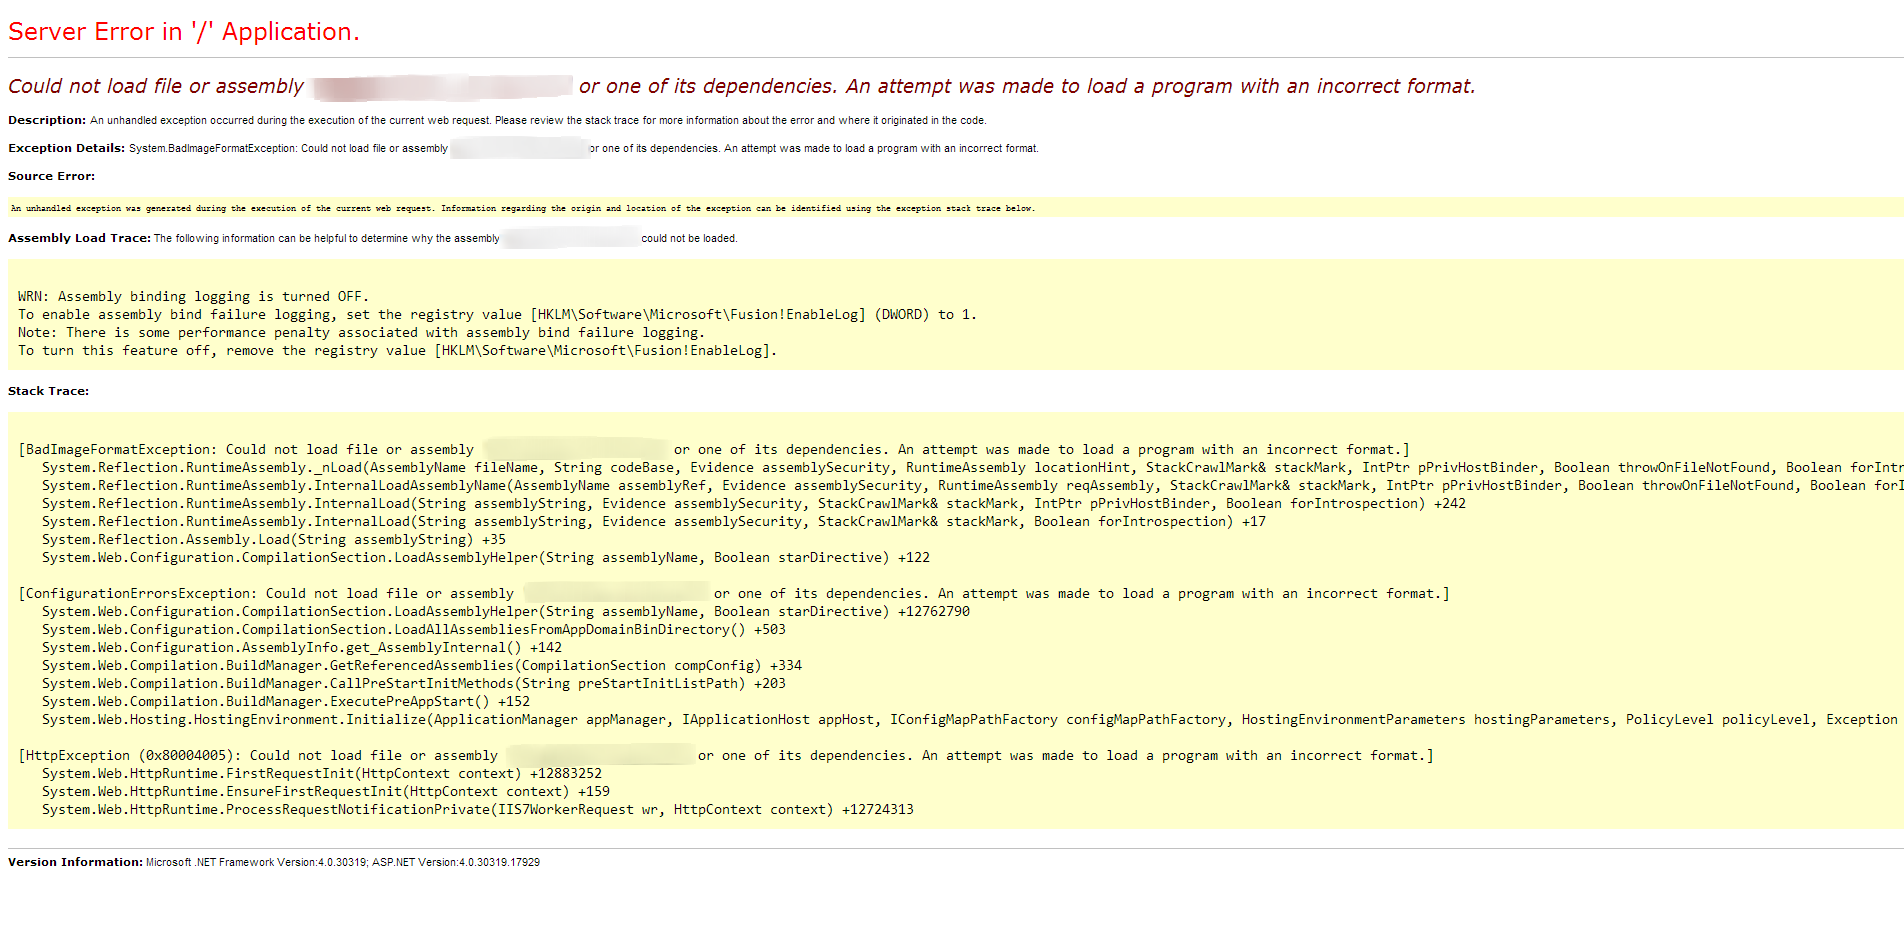 Server Error in '/' Application.
Could not load file or assembly or one of its dependencies. An attempt was made to load a program with an incorrect format.
Description: An unhandled exception occurred during the execution of the current web request. Please review the stack trace for more information about the error and where it originated in the code.
Exception Details: System.BadImageFormatException: Could not load file or assembly or one of its dependencies. An attempt was made to load a program with an incorrect format.
Source Error:
An unhandled exception was generated during the execution of the current web request. Information regarding the origin and location of the exception can be identified using the exception stack trace below.
Assembly Load Trace: The following information can be helpful to determine why the assembly could not be loaded.
WRN: Assembly binding logging is turned OFF.
To enable assembly bind failure logging, set the registry value [HKLM\Software\Microsoft\Fusion!EnableLog] (DWORD) to 1.
Note: There is some performance penalty associated with assembly bind failure logging.
To turn this feature off, remove the registry value [HKLM\Software\Microsoft\Fusion!EnableLog].
Stack Trace:
[BadImageFormatException: Could not load file or assembly or one of its dependencies. An attempt was made to load a program with an incorrect format.]
System.Reflection.RuntimeAssembly._nLoad(AssemblyName fileName, String codeBase, Evidence assemblySecurity, RuntimeAssembly locationHint, StackCrawlMark& stackMark, IntPtr pPrivHostBinder, Boolean throwOnFileNotFound, Boolean forIntr
System.Reflection.RuntimeAssembly.InternalLoadAssemblyName(AssemblyName assemblyRef, Evidence assemblySecurity, RuntimeAssembly reqAssembly, StackCrawlMark& stackMark, IntPtr pPrivHostBinder, Boolean throwOnFileNotFound, Boolean forI
System.Reflection.RuntimeAssembly.InternalLoad(String assemblyString, Evidence assemblySecurity, StackCrawlMark& stackMark, IntPtr pPrivHostBinder, Boolean forIntrospection) +242
System.Reflection.RuntimeAssembly.InternalLoad(String assemblyString, Evidence assemblySecurity, StackCrawlMark& stackMark, Boolean forIntrospection) +17
System.Reflection.Assembly.Load(String assemblyString) +35
System.Web.Configuration.CompilationSection.LoadAssemblyHelper(String assemblyName, Boolean starDirective) +122
[ConfigurationErrorsException: Could not load file or assembly or one of its dependencies. An attempt was made to load a program with an incorrect format.]
System.Web.Configuration.CompilationSection.LoadAssemblyHelper(String assemblyName, Boolean starDirective) +12762790
System.Web.Configuration.CompilationSection.LoadAllAssembliesFromAppDomainBinDirectory() +503
System.Web.Configuration.AssemblyInfo.get_AssemblyInternal() +142
System.Web.Compilation.BuildManager.GetReferencedAssemblies(CompilationSection compConfig) +334
System.Web.Compilation.BuildManager.CallPreStartInitMethods(String preStartInitListPath) +203
System.Web.Compilation.BuildManager.ExecutePreAppStart() +152
System.Web.Hosting.HostingEnvironment.Initialize(ApplicationManager appManager, IApplicationHost appHost, IConfigMapPathFactory configMapPathFactory, HostingEnvironmentParameters hostingParameters, PolicyLevel policyLevel, Exception
[HttpException (0x80004005): Could not load file or assembly or one of its dependencies. An attempt was made to load a program with an incorrect format.]
System.Web.HttpRuntime.FirstRequestInit(HttpContext context) +12883252
System.Web.HttpRuntime.EnsureFirstRequestInit(HttpContext context) +159
System.Web.HttpRuntime.ProcessRequestNotificationPrivate(IIS7WorkerRequest wr, HttpContext context) +12724313
Version Information: Microsoft .NET Framework Version:4.0.30319; ASP.NET Version:4.0.30319.17929